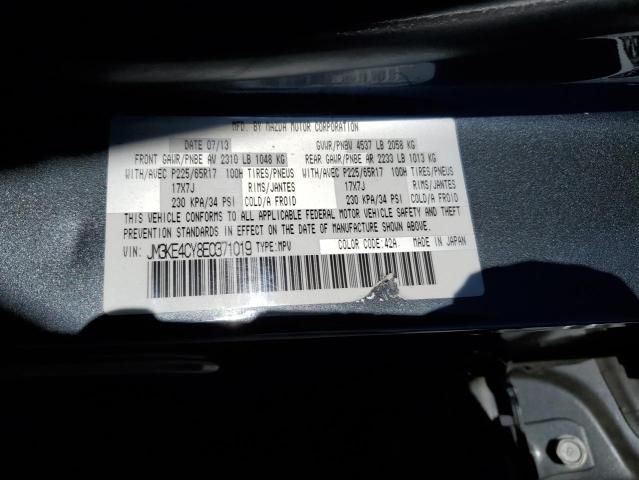 MFD. BY MAZDA MOTOR CORPORATION
DATE 07/13 GVWR/PNBV 4537 LB 2058 KG
FRONT GAWR/PNBE AV 2310 LB 1048 KG REAR GAWR/PNBE AR 2233 LB 1013 KG
WITH/AVEC P225/65R17 100H TIRES/PNEUS WITH/AVEC P225/65R17 100H TIRES/PNEUS
17X7J RIMS/JANTES 17X7J RIMS/JANTES
230 KPA/34 PSI COLD/A FROID 230 KPA/34 PSI COLD/A FROID
THIS VEHICLE CONFORMS TO ALL APPLICABLE FEDERAL MOTOR VEHICLE SAFETY AND THEFT
PREVENTION STANDARDS IN EFFECT ON THE DATE OF MANUFACTURE SHOWN ABOVE.
VIN: JM3KE4CY8E0371019 TYPE:MPV COLOR CODE:42A MADE IN JAPAN